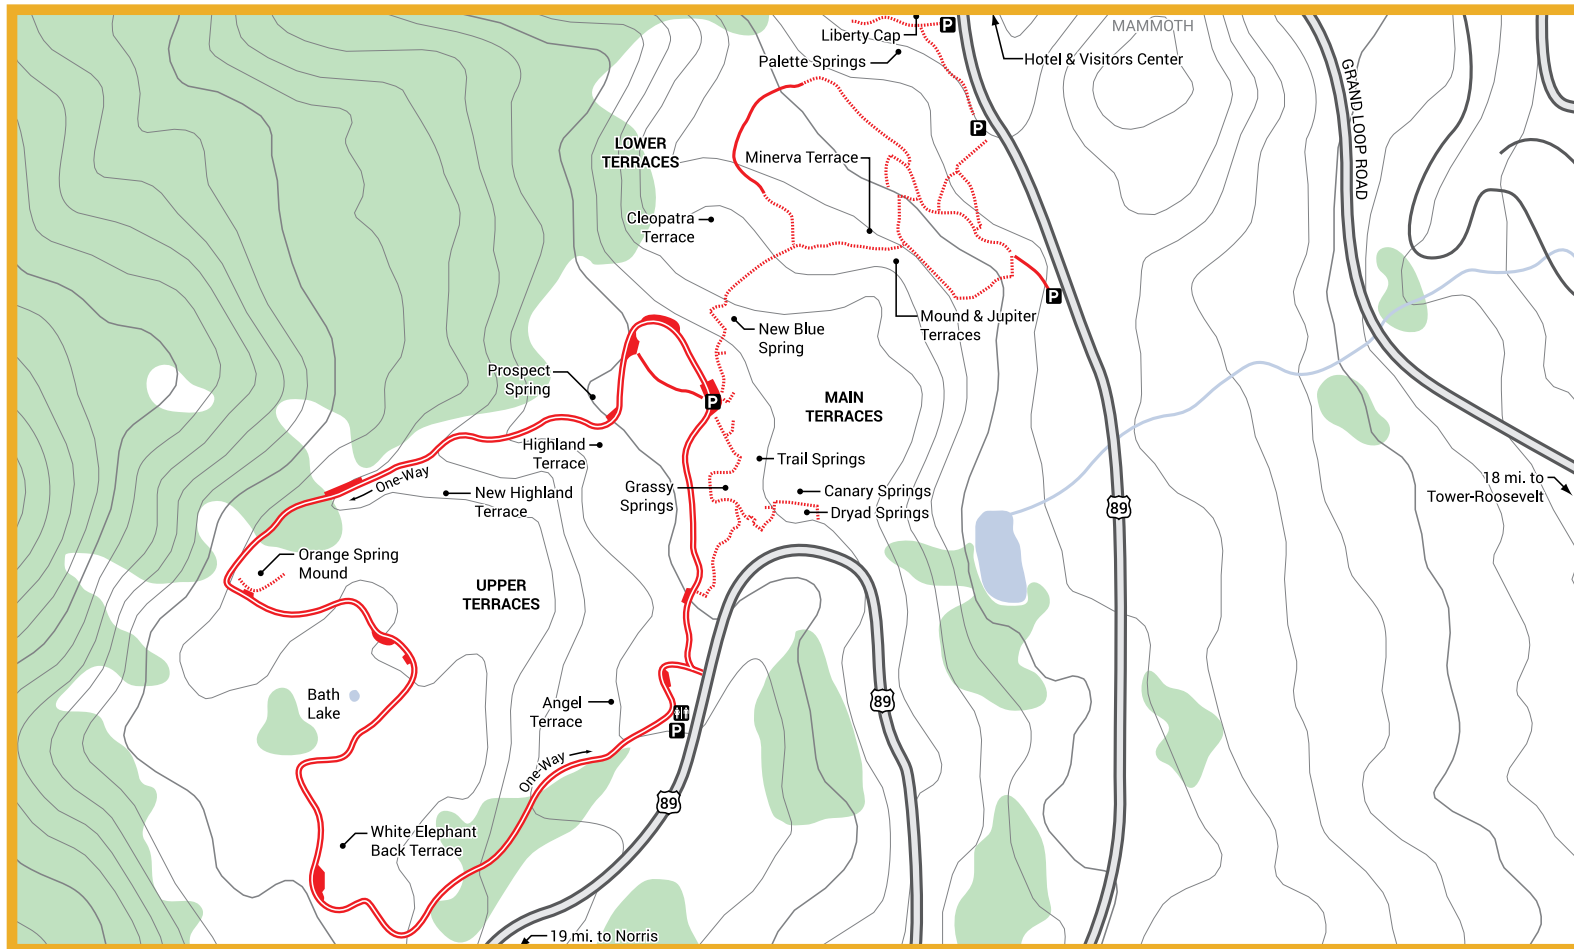 MAMMOTH
Liberty Cap
P
Palette Springs
Hotel & Visitors Center
GRAND LOOP ROAD
P
LOWER
TERRACES
Minerva Terrace
Cleopatra
Terrace
P
New Blue
Spring
Mound & Jupiter
Terraces
Prospect
Spring
P
MAIN
TERRACES
Highland
Terrace
Trail Springs
One-Way
New Highland
Terrace
Grassy
Springs
Canary Springs
Dryad Springs
89
18 mi. to
Tower-Roosevelt
Orange Spring
Mound
UPPER
TERRACES
Bath
Lake
Angel
Terrace
P
89
One-Way
89
White Elephant
Back Terrace
19 mi. to Norris